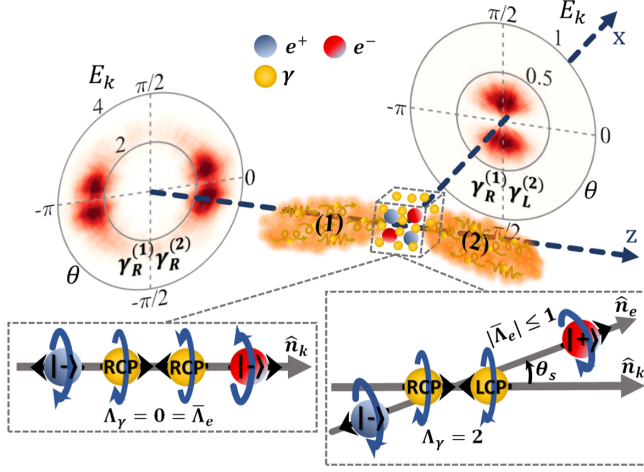 e⁺ e⁻
γ
E_k
π/2
4
2
0
-π
γ_R^(1) γ_R^(2)
θ
-π/2
E_k
π/2
1
x
0.5
-π
0
γ_R^(1) γ_L^(2)
θ
-π/2
(1)
(2)
z
|-> RCP RCP |-> n̂_k
Λ_γ = 0 = Λ̅_e
|Λ̅_e| ≤ 1 |+> n̂_e
RCP LCP θ_s n̂_k
|->
Λ_γ = 2